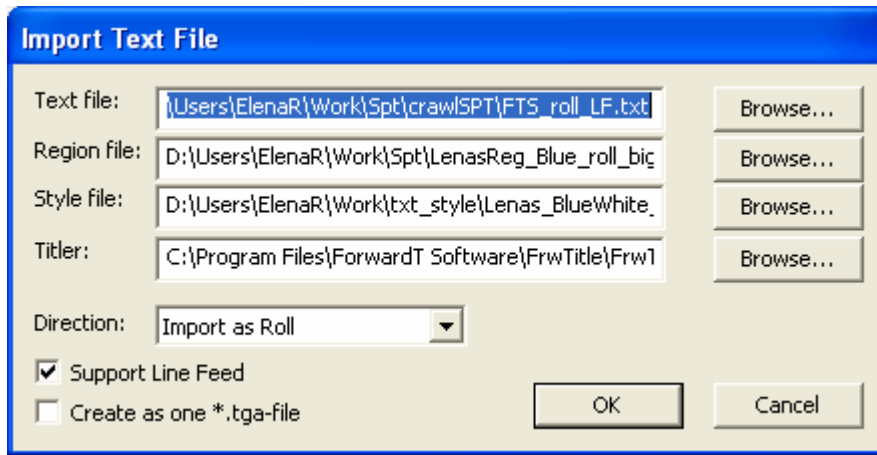 Import Text File
Text file: \Users\ElenaR\Work\Spt\crawlSPT\FTS_roll_LF.txt Browse...
Region file: D:\Users\ElenaR\Work\Spt\LenasReg_Blue_roll_big Browse...
Style file: D:\Users\ElenaR\Work\txt_style\Lenas_BlueWhite_ Browse...
Titler: C:\Program Files\ForwardT Software\FrwTitle\FrwT Browse...
Direction: Import as Roll
Support Line Feed
Create as one *.tga-file OK Cancel